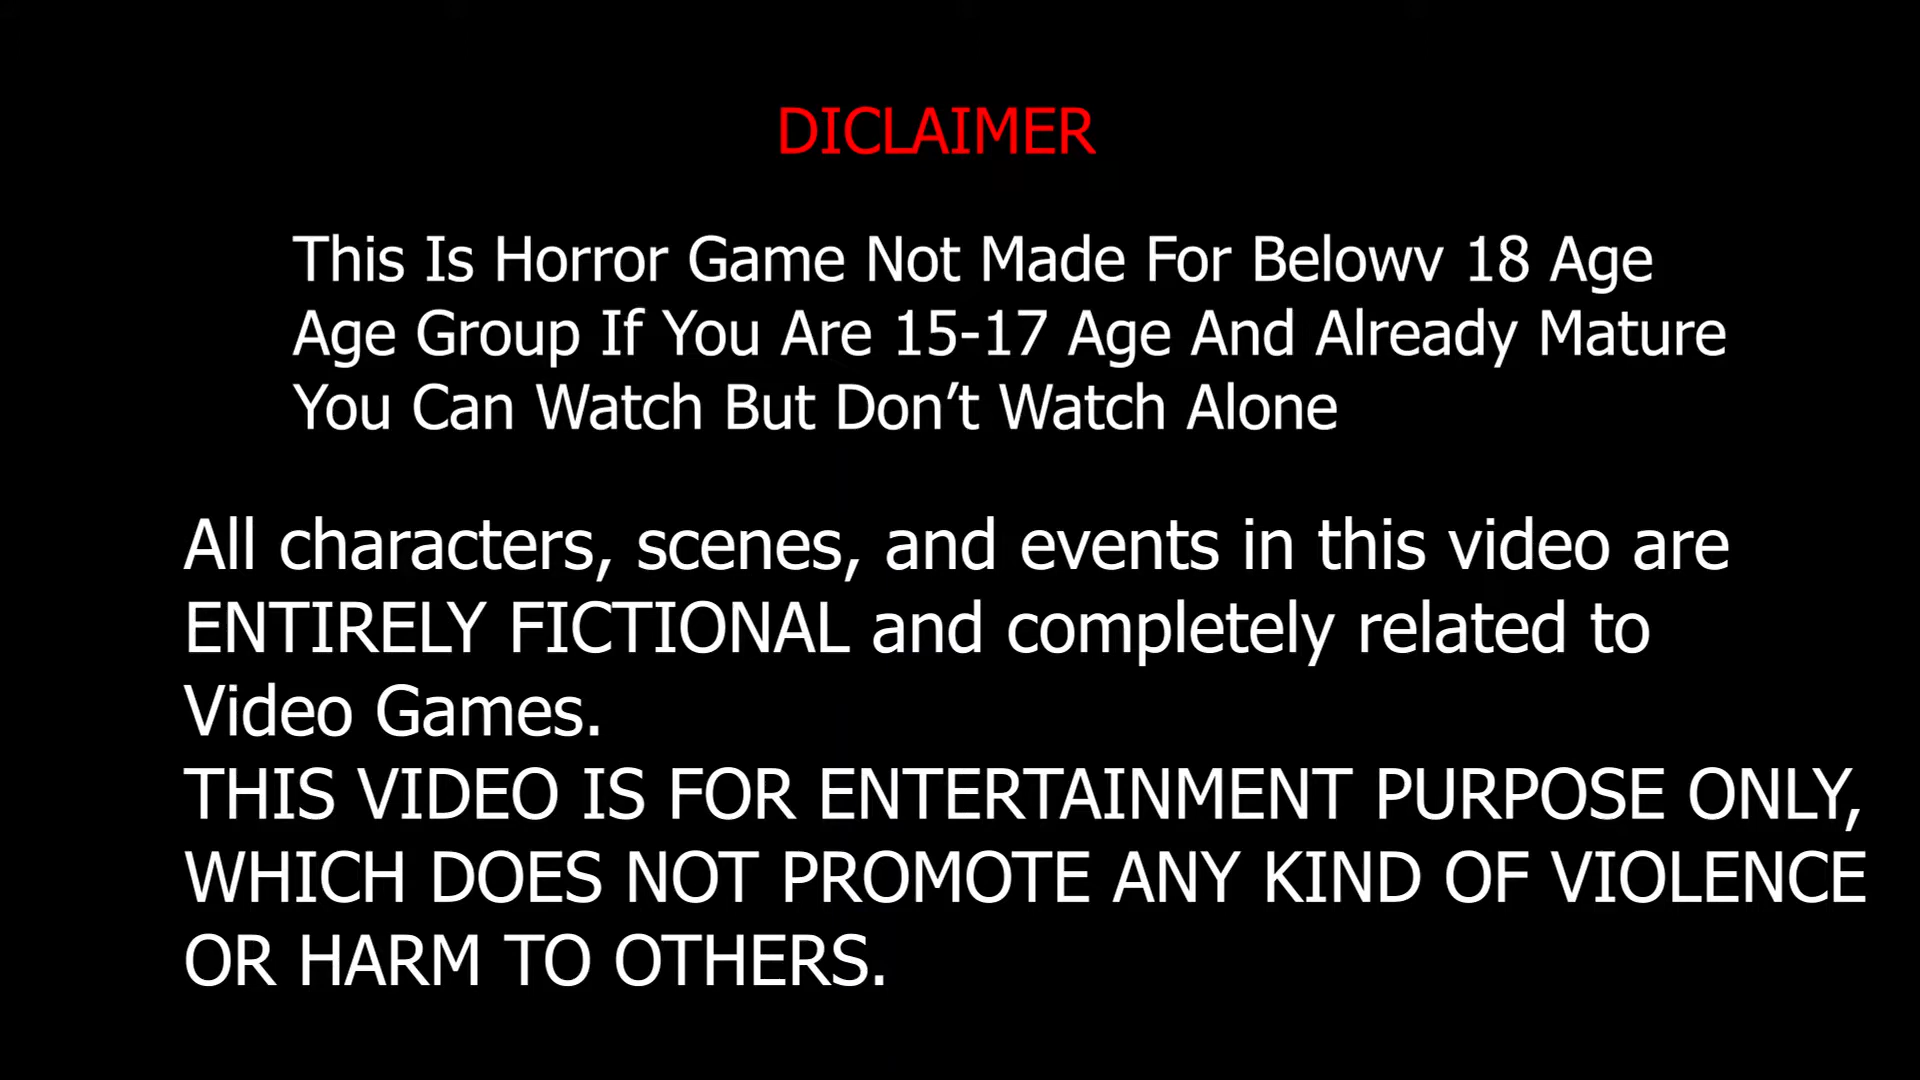 DICLAIMER
This Is Horror Game Not Made For Belowv 18 Age
Age Group If You Are 15-17 Age And Already Mature
You Can Watch But Don’t Watch Alone
All characters, scenes, and events in this video are
ENTIRELY FICTIONAL and completely related to
Video Games.
THIS VIDEO IS FOR ENTERTAINMENT PURPOSE ONLY,
WHICH DOES NOT PROMOTE ANY KIND OF VIOLENCE
OR HARM TO OTHERS.